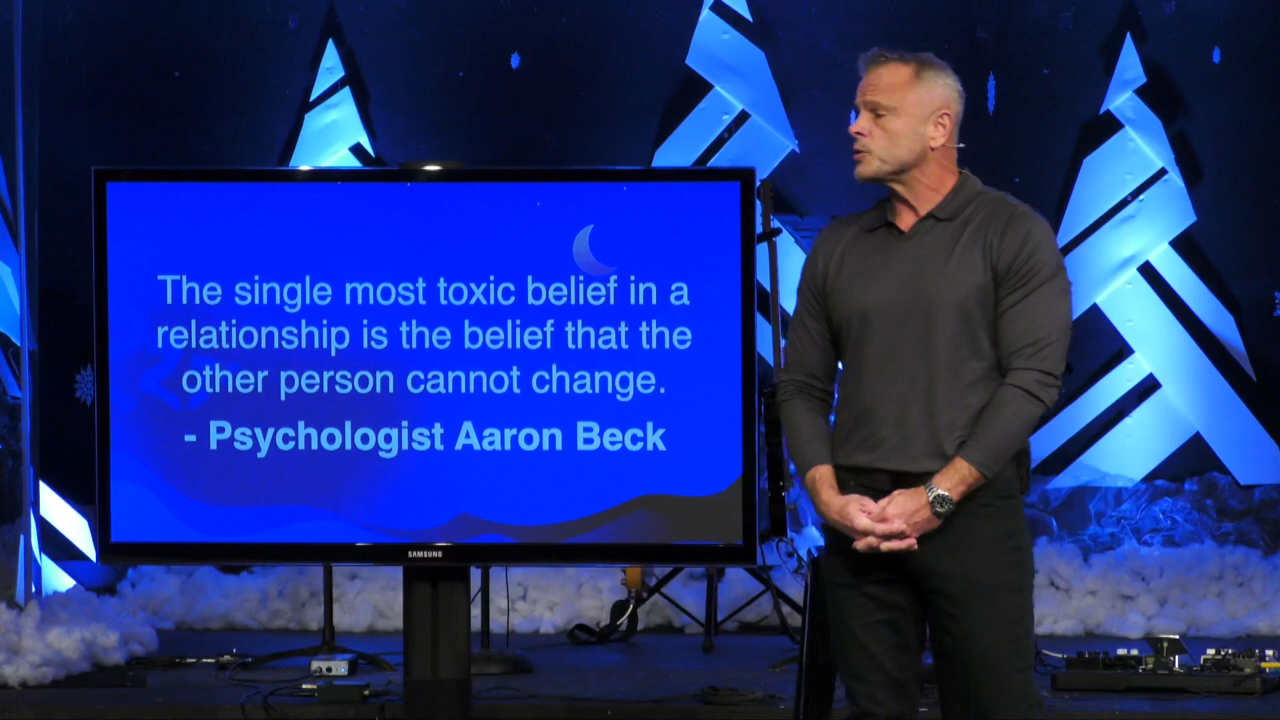 The single most toxic belief in a
relationship is the belief that the
other person cannot change.
- Psychologist Aaron Beck
SAMSUNG